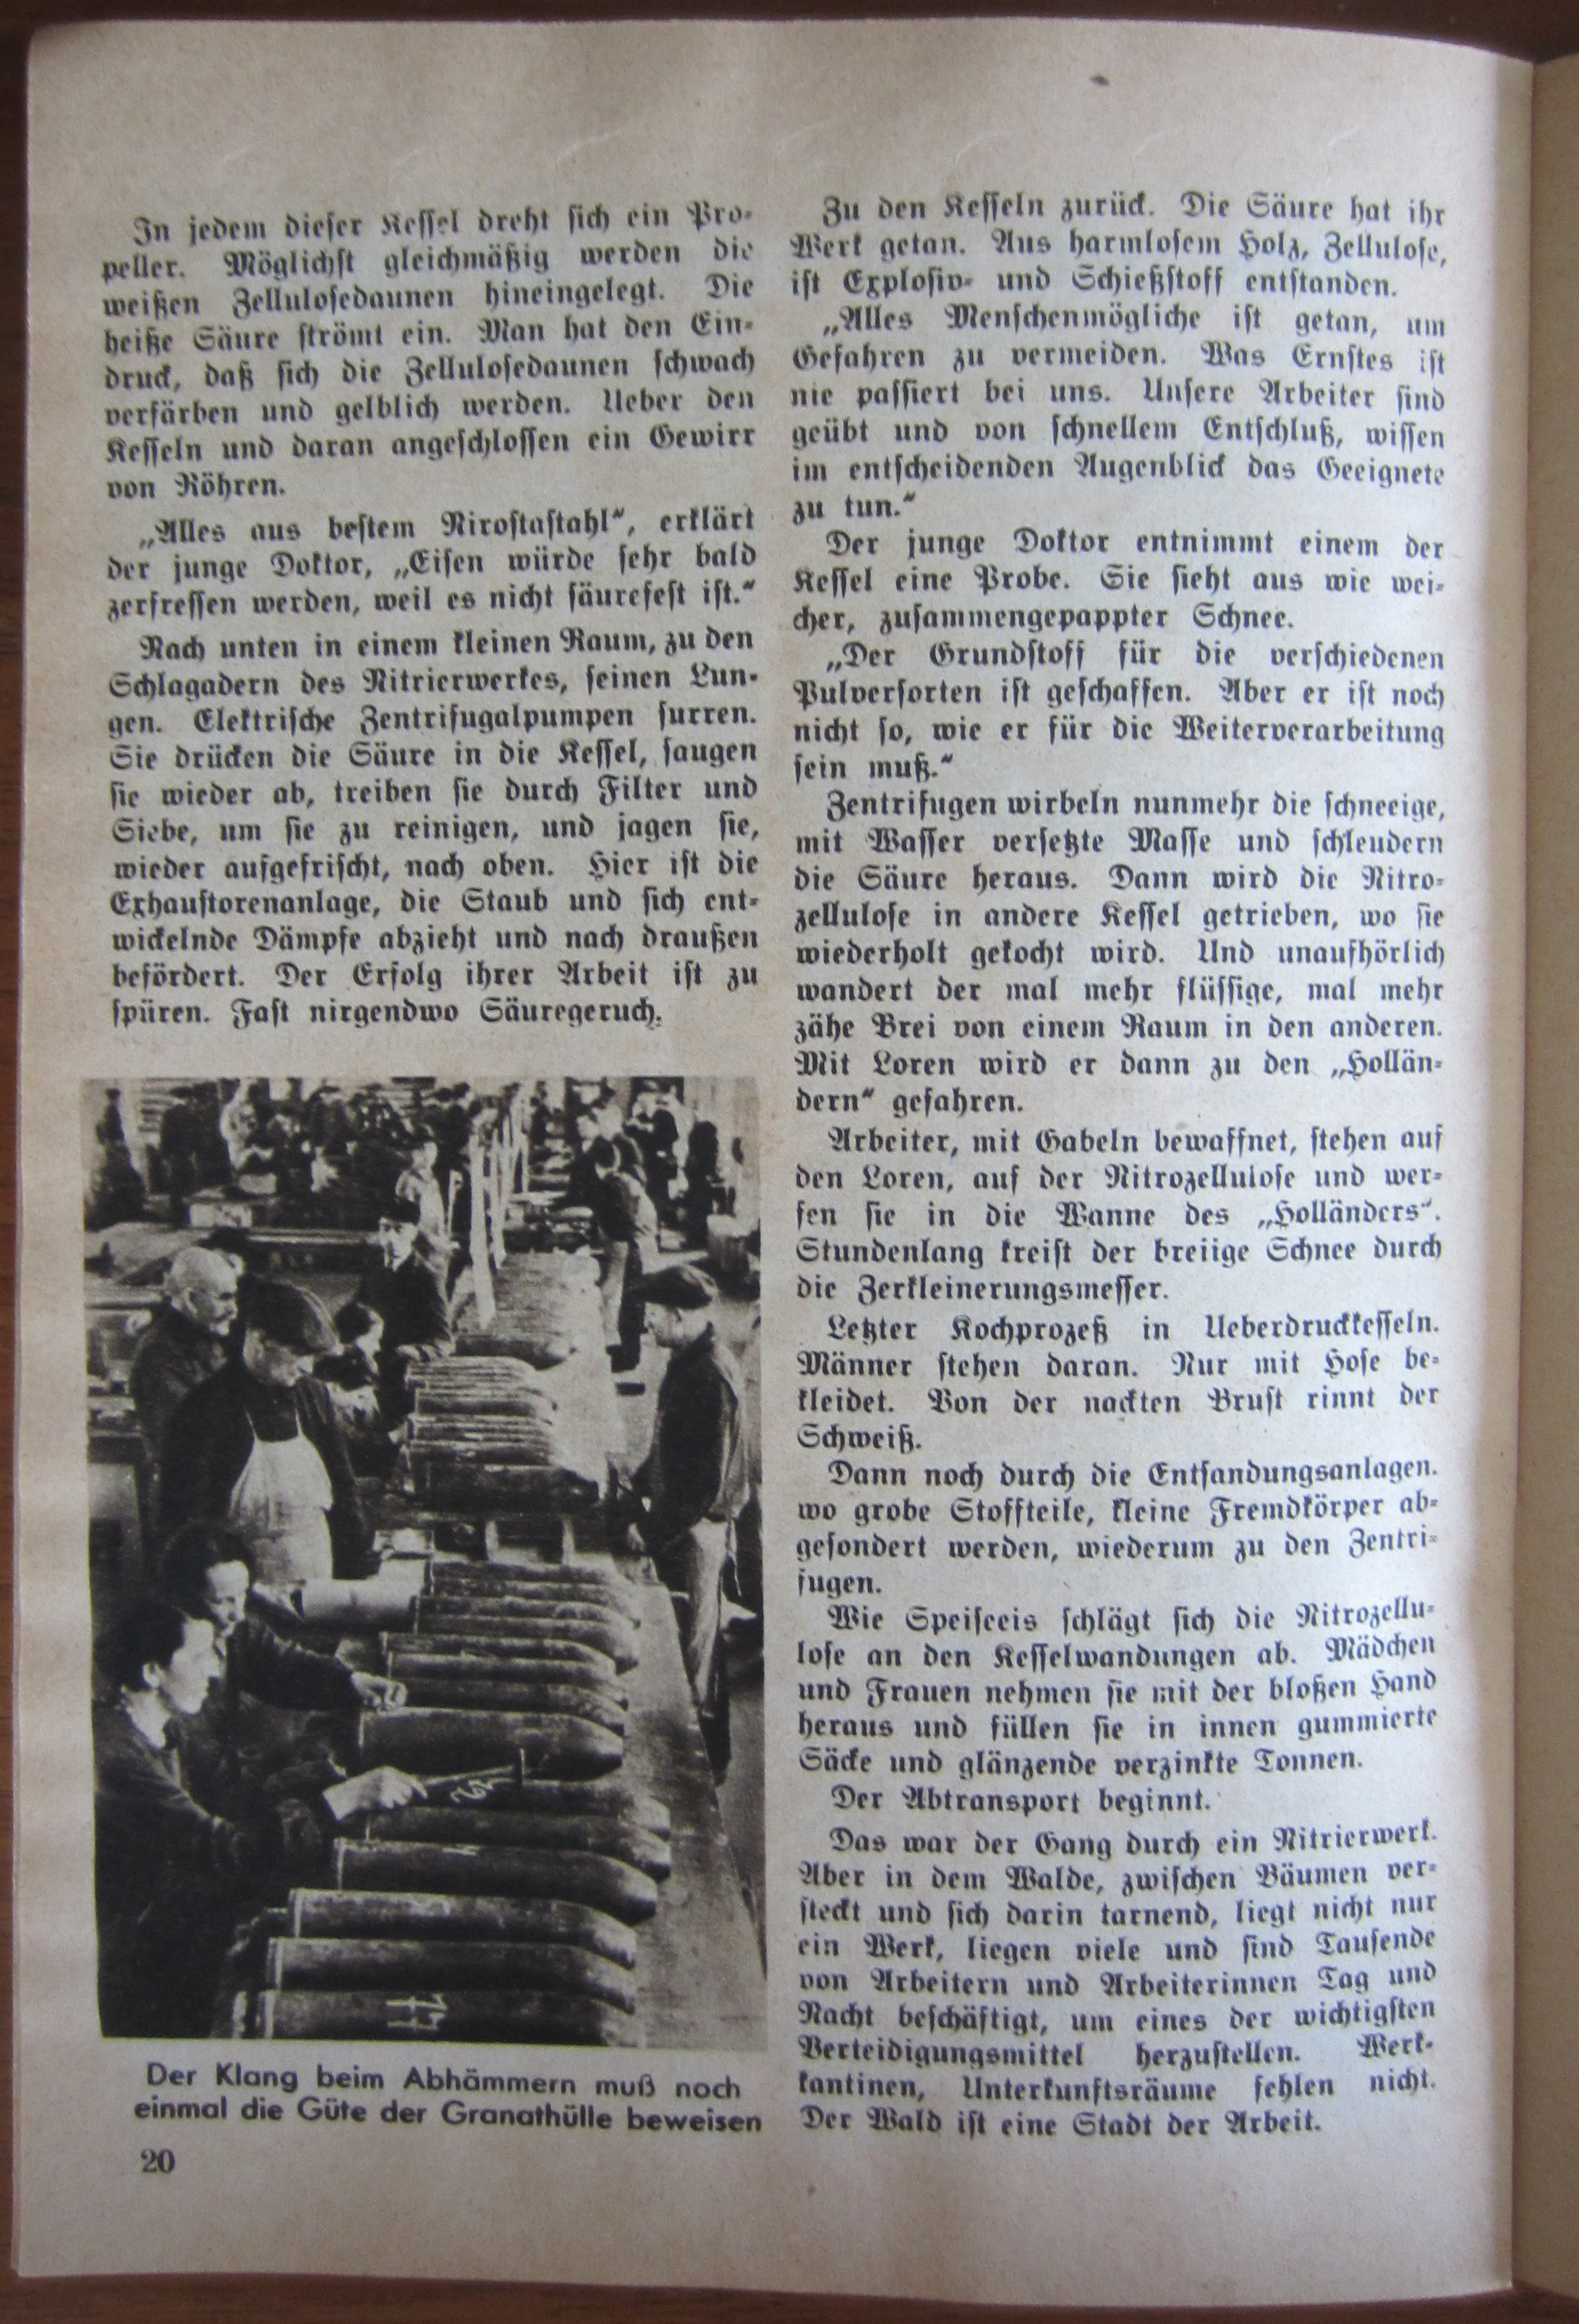 In jedem dieser Kessel dreht sich ein Pro-
peller. Möglichst gleichmäßig werden die
weißen Zellulosedaunen hineingelegt. Die
heiße Säure strömt ein. Man hat den Ein-
druck, daß sich die Zellulosedaunen schwach
verfärben und gelblich werden. Ueber den
Kesseln und daran angeschlossen ein Gewirr
von Röhren.
„Alles aus bestem Nirostastahl“, erklärt
der junge Doktor, „Eisen würde sehr bald
zerfressen werden, weil es nicht säurefest ist.“
Nach unten in einem kleinen Raum, zu den
Schlagadern des Nitrierwerkes, seinen Lun-
gen. Elektrische Zentrifugalpumpen surren.
Sie drücken die Säure in die Kessel, saugen
sie wieder ab, treiben sie durch Filter und
Siebe, um sie zu reinigen, und jagen sie,
wieder aufgefrischt, nach oben. Hier ist die
Exhaustorenanlage, die Staub und sich ent-
wickelnde Dämpfe abzieht und nach draußen
befördert. Der Erfolg ihrer Arbeit ist zu
spüren. Fast nirgendwo Säuregeruch.
Der Klang beim Abhämmern muß noch
einmal die Güte der Granathülle beweisen
20
Zu den Kesseln zurück. Die Säure hat ihr
Werk getan. Aus harmlosem Holz, Zellulose,
ist Explosiv- und Schießstoff entstanden.
„Alles Menschenmögliche ist getan, um
Gefahren zu vermeiden. Was Ernstes ist
nie passiert bei uns. Unsere Arbeiter sind
geübt und von schnellem Entschluß, wissen
im entscheidenden Augenblick das Geeignete
zu tun.“
Der junge Doktor entnimmt einem der
Kessel eine Probe. Sie sieht aus wie wei-
cher, zusammengepappter Schnee.
„Der Grundstoff für die verschiedenen
Pulversorten ist geschaffen. Aber er ist noch
nicht so, wie er für die Weiterverarbeitung
sein muß.“
Zentrifugen wirbeln nunmehr die schneeige,
mit Wasser versetzte Masse und schleudern
die Säure heraus. Dann wird die Nitro-
zellulose in andere Kessel getrieben, wo sie
wiederholt gekocht wird. Und unaufhörlich
wandert der mal mehr flüssige, mal mehr
zähe Brei von einem Raum in den anderen.
Mit Loren wird er dann zu den „Hollän-
dern“ gefahren.
Arbeiter, mit Gabeln bewaffnet, stehen auf
den Loren, auf der Nitrozellulose und wer-
fen sie in die Wanne des „Holländers“.
Stundenlang kreist der breiige Schnee durch
die Zerkleinerungsmesser.
Letzter Kochprozeß in Ueberdruckkesseln.
Männer stehen daran. Nur mit Hose be-
kleidet. Von der nackten Brust rinnt der
Schweiß.
Dann noch durch die Entsandungsanlagen.
wo grobe Stoffteile, kleine Fremdkörper ab-
gesondert werden, wiederum zu den Zentri-
fugen.
Wie Speiseeis schlägt sich die Nitrozellu-
lose an den Kesselwandungen ab. Mädchen
und Frauen nehmen sie mit der bloßen Hand
heraus und füllen sie in innen gummierte
Säcke und glänzende verzinkte Tonnen.
Der Abtransport beginnt.
Das war der Gang durch ein Nitrierwerk.
Aber in dem Walde, zwischen Bäumen ver-
steckt und sich darin tarnend, liegt nicht nur
ein Werk, liegen viele und sind Tausende
von Arbeitern und Arbeiterinnen Tag und
Nacht beschäftigt, um eines der wichtigsten
Verteidigungsmittel herzustellen. Werk-
kantinen, Unterkunftsräume fehlen nicht.
Der Wald ist eine Stadt der Arbeit.